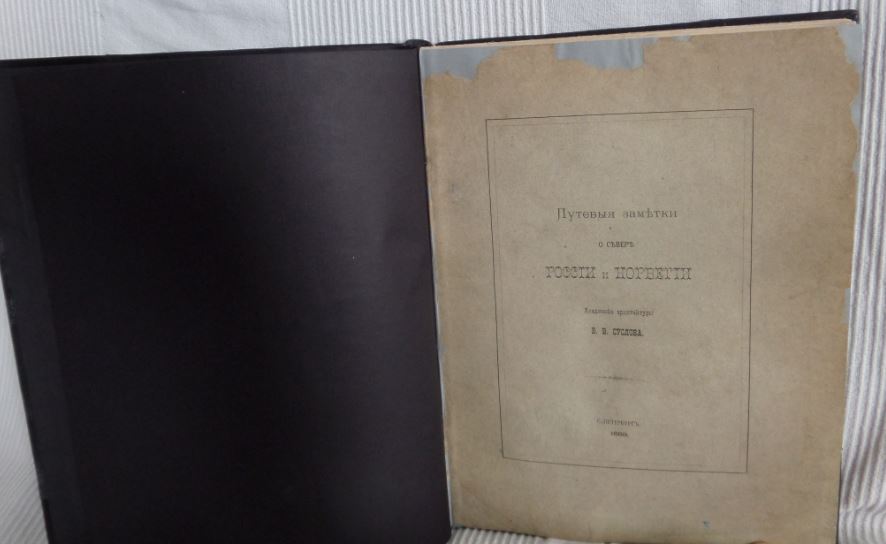 Путевыя замѣтки
о сѣверѣ
РОССІИ и НОРВЕГІИ
Академика архитектуры
В. В. СУСЛОВА.
С.-ПЕТЕРБУРГЪ.